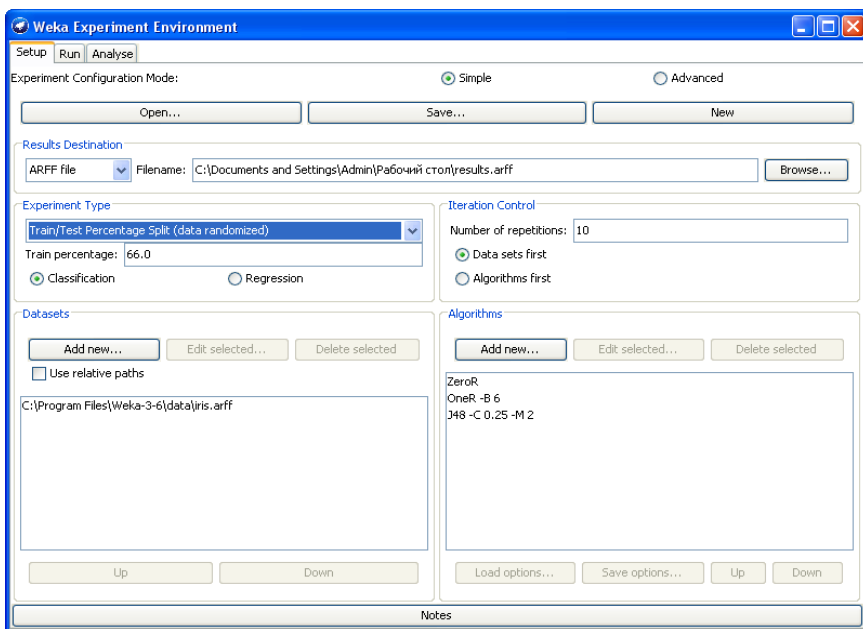 Weka Experiment Environment
Setup Run Analyse
Experiment Configuration Mode: Simple Advanced
Open... Save... New
Results Destination
ARFF file Filename: C:\Documents and Settings\Admin\Рабочий стол\results.arff Browse...
Experiment Type
Train/Test Percentage Split (data randomized)
Train percentage: 66.0
Classification Regression
Iteration Control
Number of repetitions: 10
Data sets first
Algorithms first
Datasets
Add new... Edit selected... Delete selected
Use relative paths
C:\Program Files\Weka-3-6\data\iris.arff
Up Down
Algorithms
Add new... Edit selected... Delete selected
ZeroR
OneR -B 6
J48 -C 0.25 -M 2
Load options... Save options... Up Down
Notes